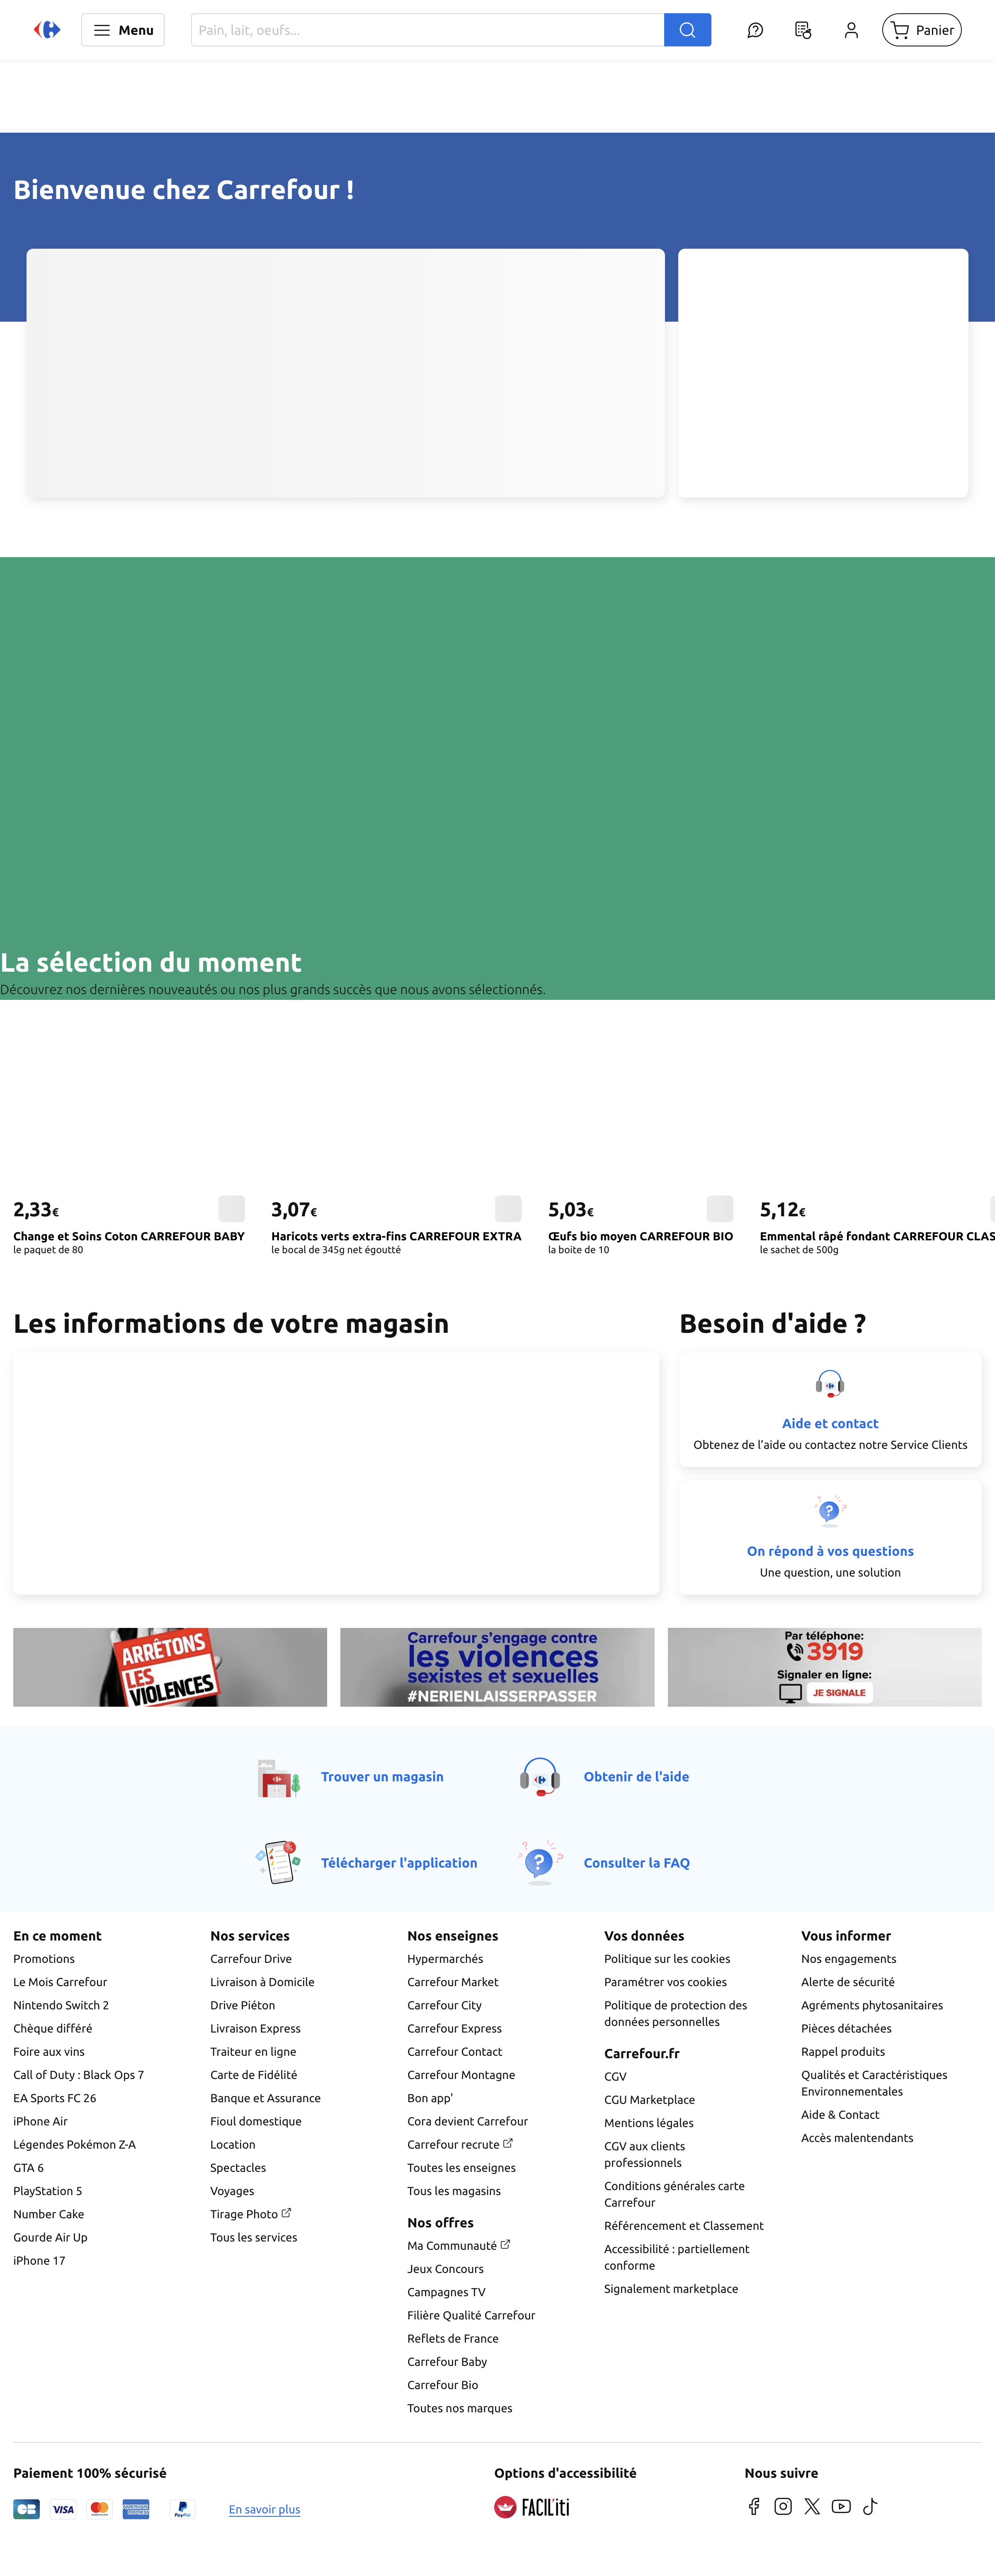 Menu
Pain, lait, oeufs...
Panier
Bienvenue chez Carrefour !
La sélection du moment
Découvrez nos dernières nouveautés ou nos plus grands succès que nous avons sélectionnés.
2,33€
Change et Soins Coton CARREFOUR BABY
le paquet de 80
3,07€
Haricots verts extra-fins CARREFOUR EXTRA
le bocal de 345g net égoutté
5,03€
Œufs bio moyen CARREFOUR BIO
la boite de 10
5,12€
Emmental râpé fondant CARREFOUR CLAS
le sachet de 500g
Les informations de votre magasin
Besoin d'aide ?
Aide et contact
Obtenez de l’aide ou contactez notre Service Clients
On répond à vos questions
Une question, une solution
ARRÊTONS
LES
VIOLENCES
Carrefour s’engage contre
les violences
sexistes et sexuelles
#NERIENLAISSERPASSER
Par téléphone:
3919
Signaler en ligne:
JE SIGNALE
Trouver un magasin
Obtenir de l'aide
Télécharger l'application
Consulter la FAQ
En ce moment
Promotions
Le Mois Carrefour
Nintendo Switch 2
Chèque différé
Foire aux vins
Call of Duty : Black Ops 7
EA Sports FC 26
iPhone Air
Légendes Pokémon Z-A
GTA 6
PlayStation 5
Number Cake
Gourde Air Up
iPhone 17
Nos services
Carrefour Drive
Livraison à Domicile
Drive Piéton
Livraison Express
Traiteur en ligne
Carte de Fidélité
Banque et Assurance
Fioul domestique
Location
Spectacles
Voyages
Tirage Photo
Tous les services
Nos enseignes
Hypermarchés
Carrefour Market
Carrefour City
Carrefour Express
Carrefour Contact
Carrefour Montagne
Bon app'
Cora devient Carrefour
Carrefour recrute
Toutes les enseignes
Tous les magasins
Nos offres
Ma Communauté
Jeux Concours
Campagnes TV
Filière Qualité Carrefour
Reflets de France
Carrefour Baby
Carrefour Bio
Toutes nos marques
Vos données
Politique sur les cookies
Paramétrer vos cookies
Politique de protection des
données personnelles
Carrefour.fr
CGV
CGU Marketplace
Mentions légales
CGV aux clients
professionnels
Conditions générales carte
Carrefour
Référencement et Classement
Accessibilité : partiellement
conforme
Signalement marketplace
Vous informer
Nos engagements
Alerte de sécurité
Agréments phytosanitaires
Pièces détachées
Rappel produits
Qualités et Caractéristiques
Environnementales
Aide & Contact
Accès malentendants
Paiement 100% sécurisé
CB
VISA
AMERICAN EXPRESS
PayPal
En savoir plus
Options d'accessibilité
FACIL'iti
Nous suivre